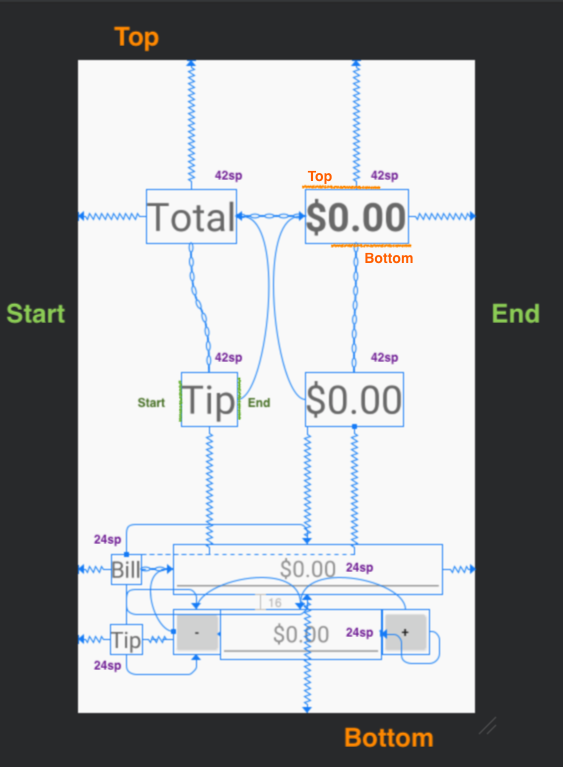 Top
42sp
Top
42sp
Total
$0.00
Bottom
Start
End
42sp
42sp
Start
Tip
End
$0.00
24sp
Bill
$0.00
24sp
16
Tip
-
$0.00
24sp
+
24sp
Bottom